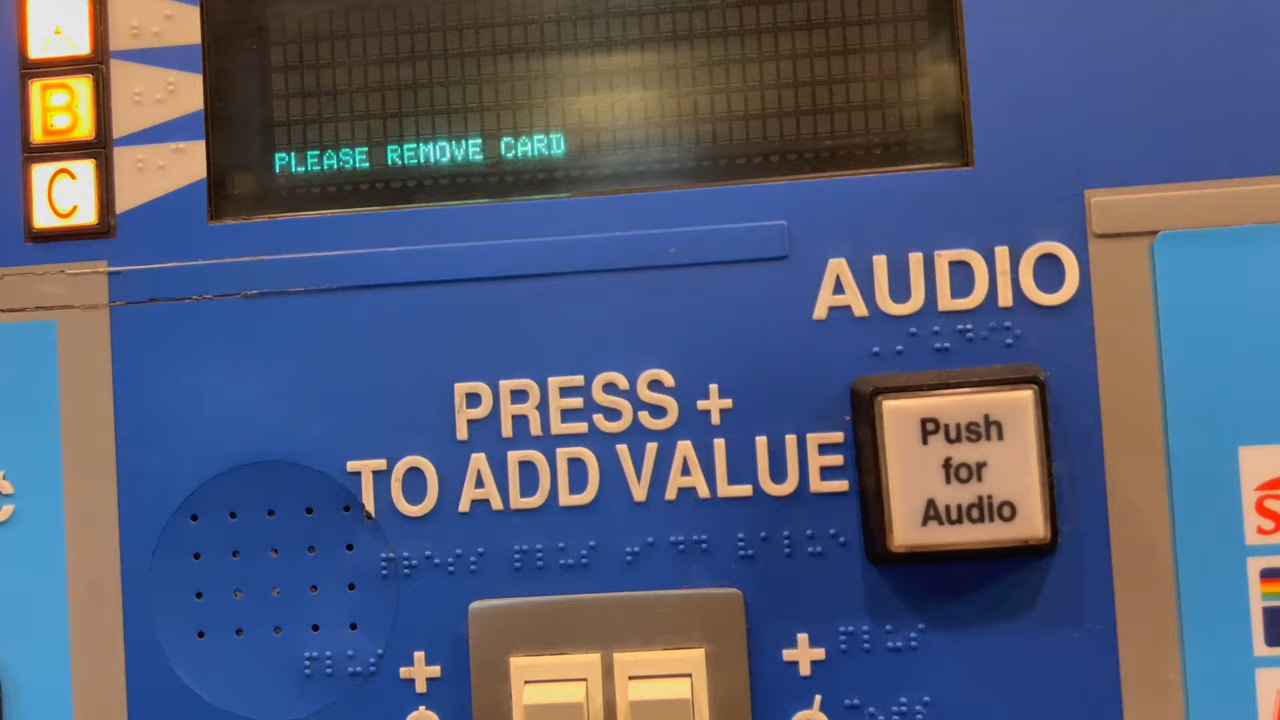 A
B
PLEASE REMOVE CARD
C
AUDIO
PRESS +
TO ADD VALUE
Push
for
Audio
+
+